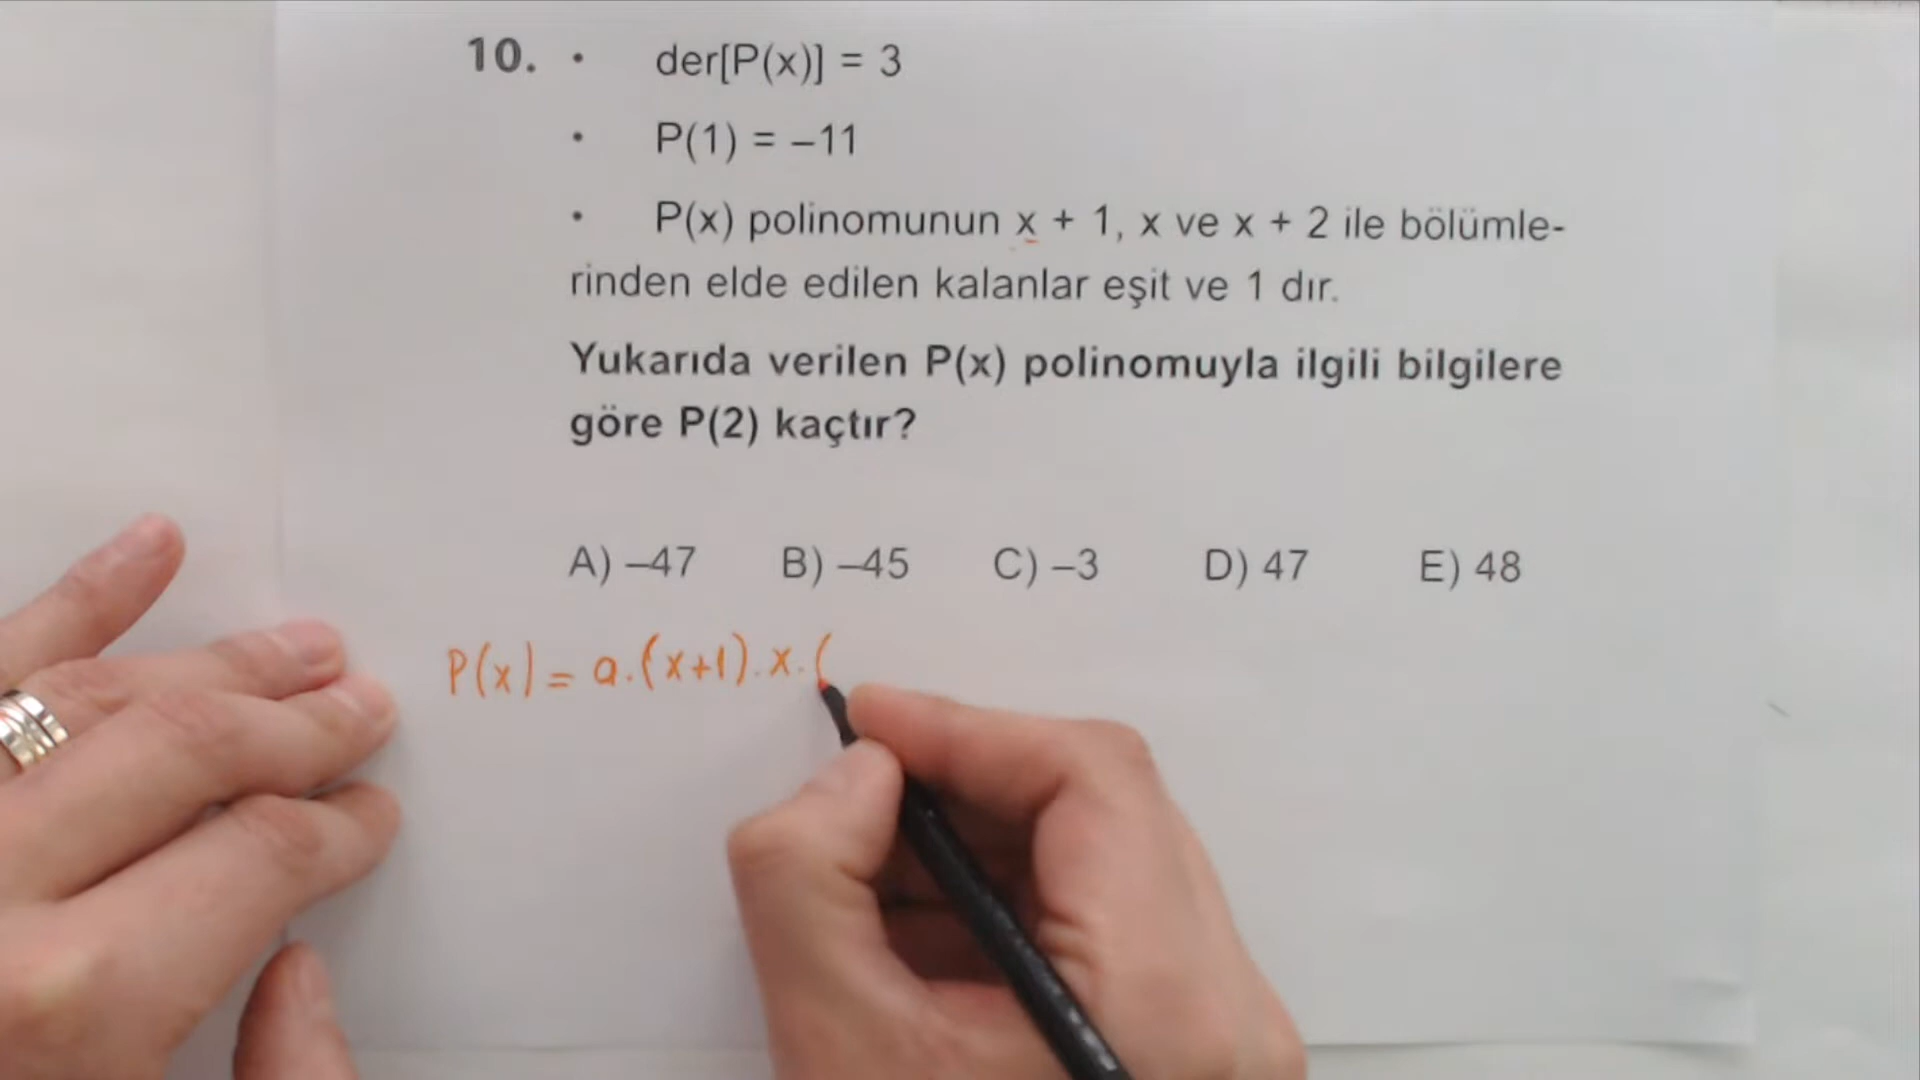 10. • der[P(x)] = 3
• P(1) = –11
• P(x) polinomunun x + 1, x ve x + 2 ile bölümle-
rinden elde edilen kalanlar eşit ve 1 dır.
Yukarıda verilen P(x) polinomuyla ilgili bilgilere
göre P(2) kaçtır?
A) –47 B) –45 C) –3 D) 47 E) 48
P(x) = a.(x+1).x.(